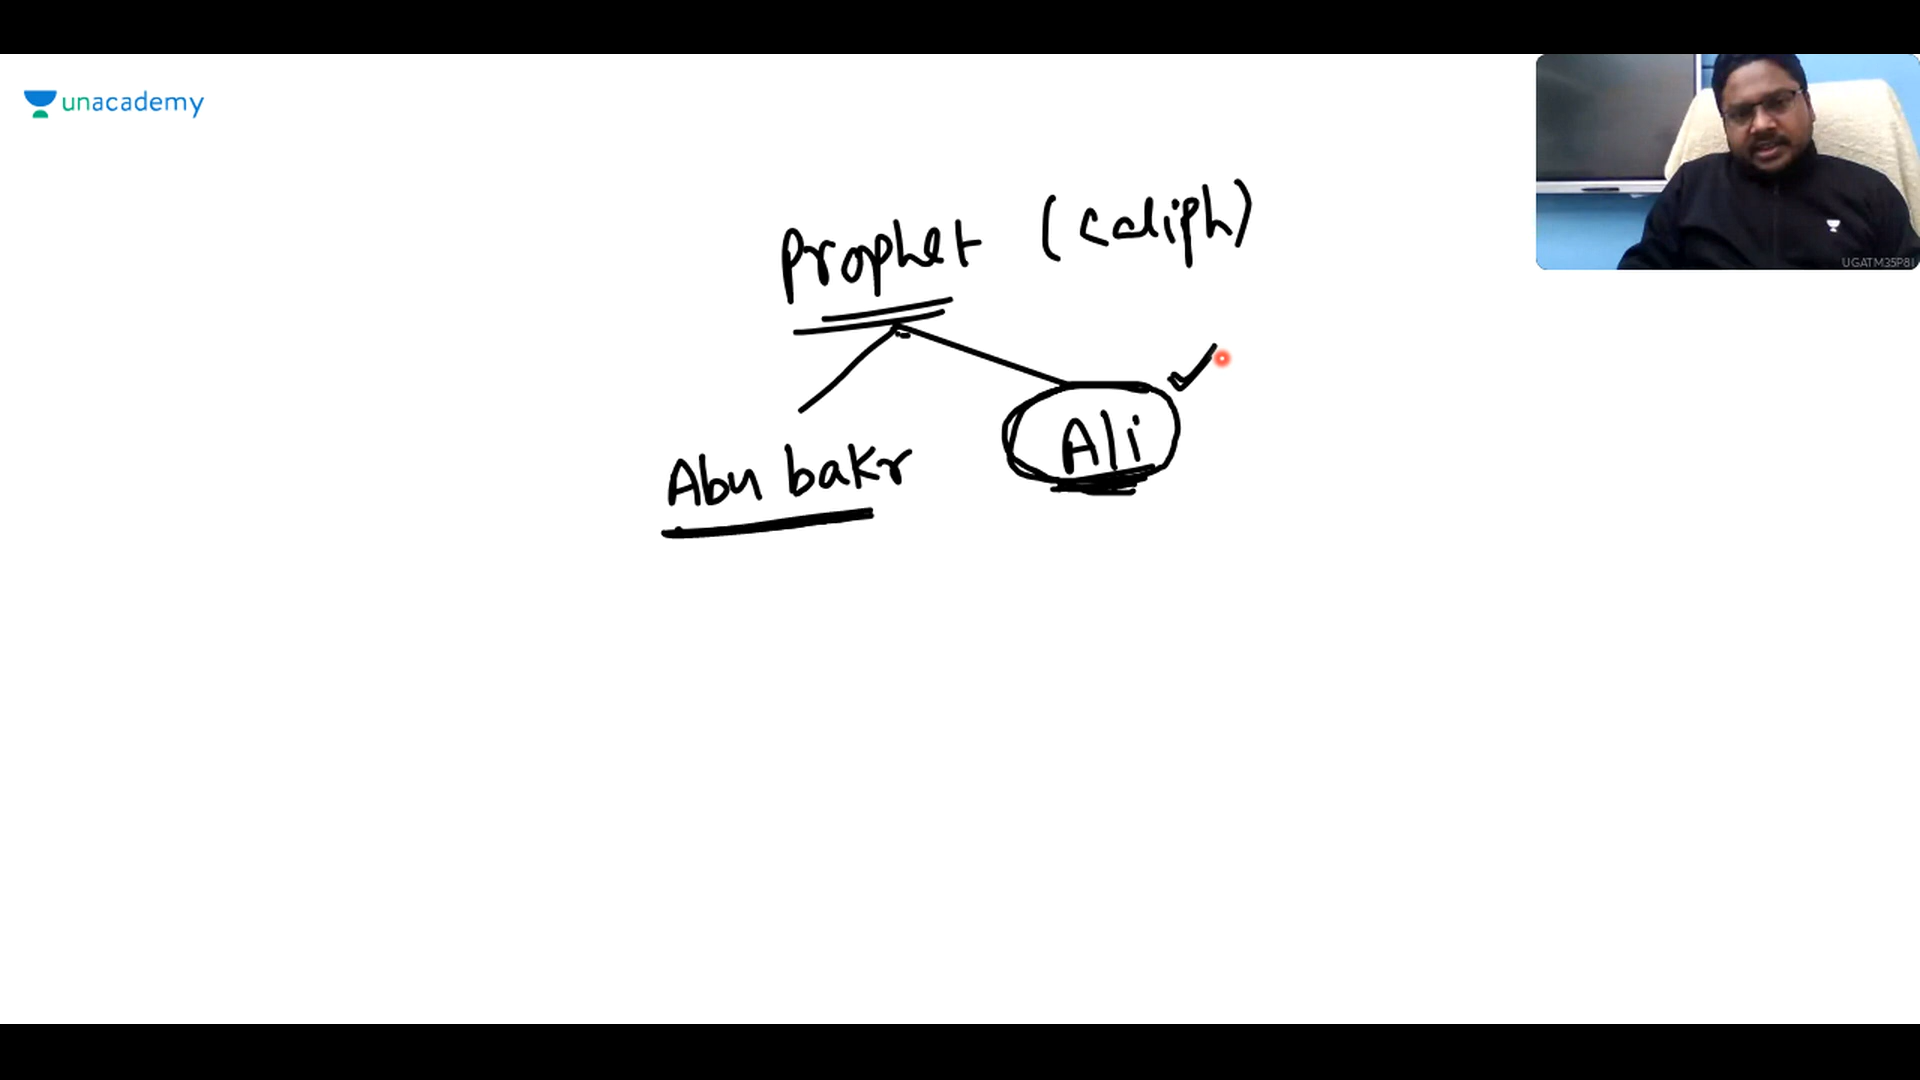 unacademy
Prophet (Caliph)
Ali
Abu bakr
UGATM35P8I